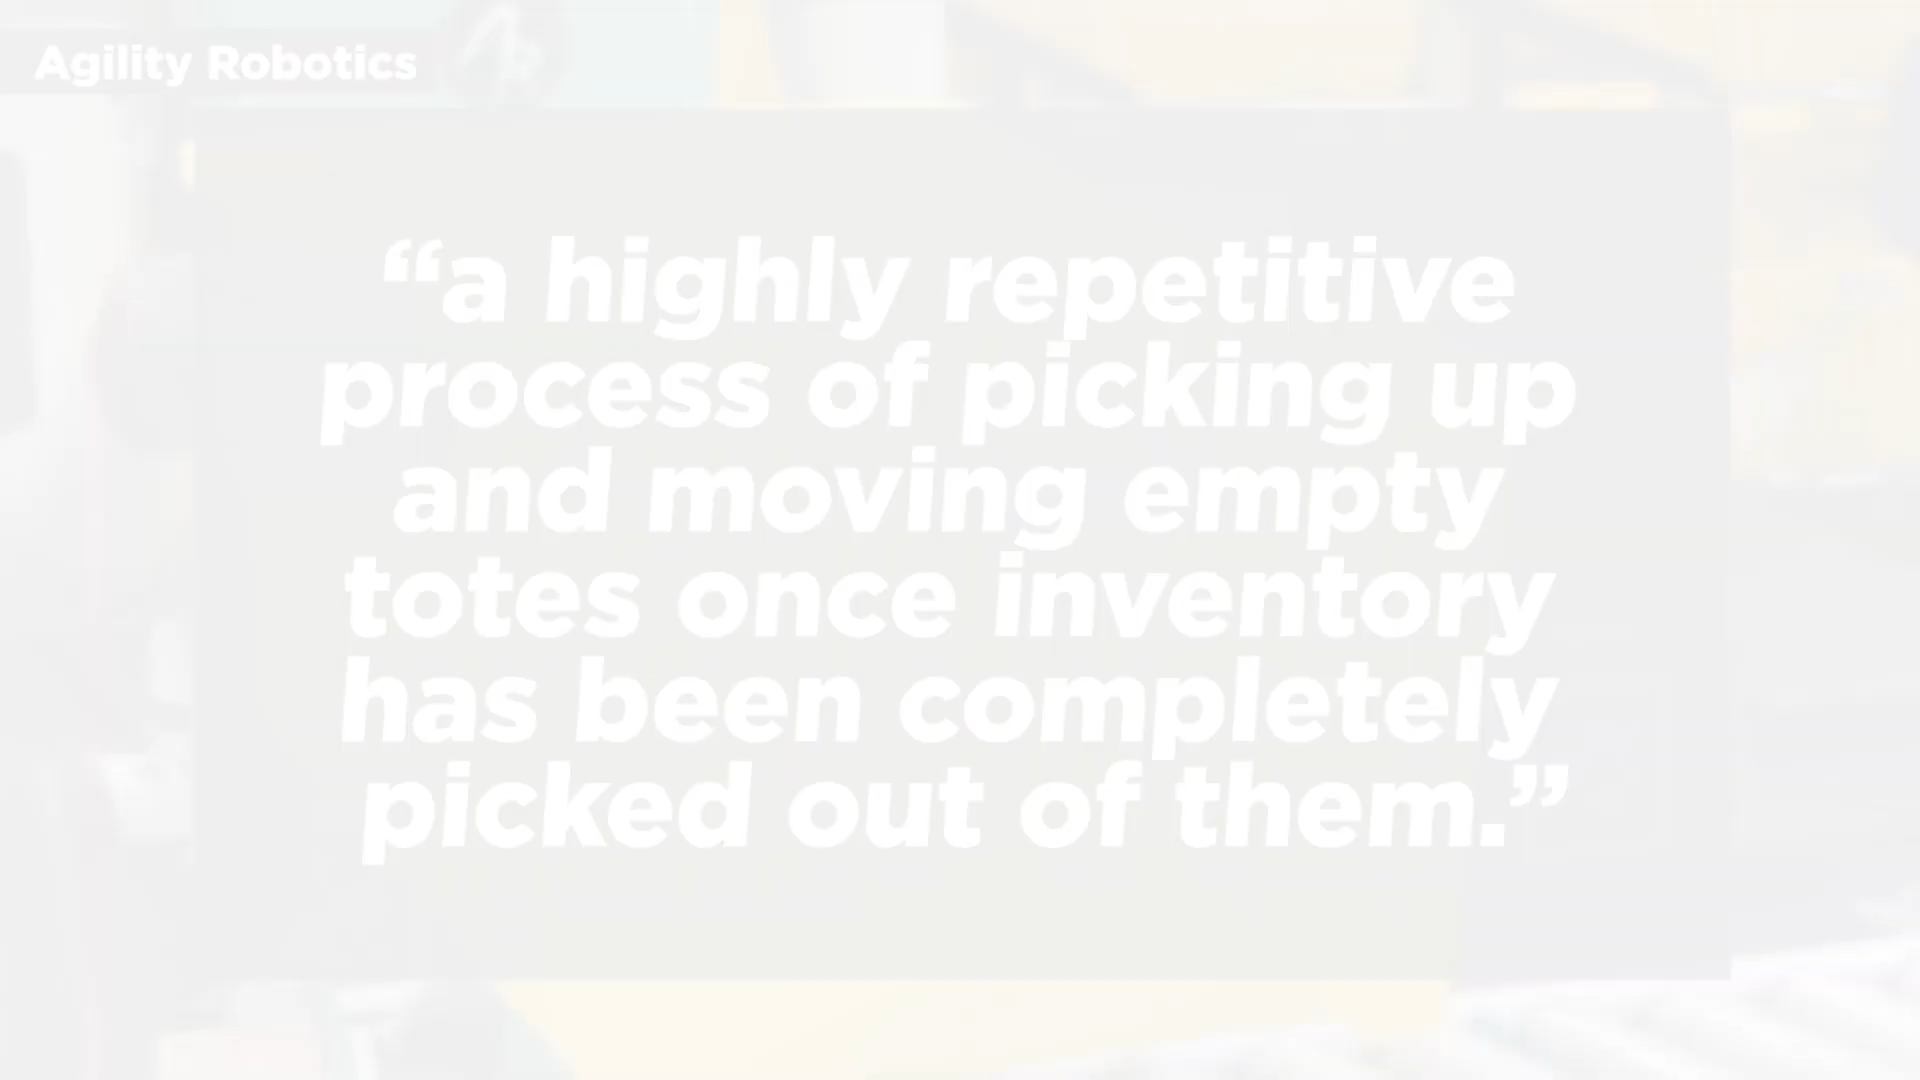 Agility Robotics
“a highly repetitive
process of picking up
and moving empty
totes once inventory
has been completely
picked out of them.”